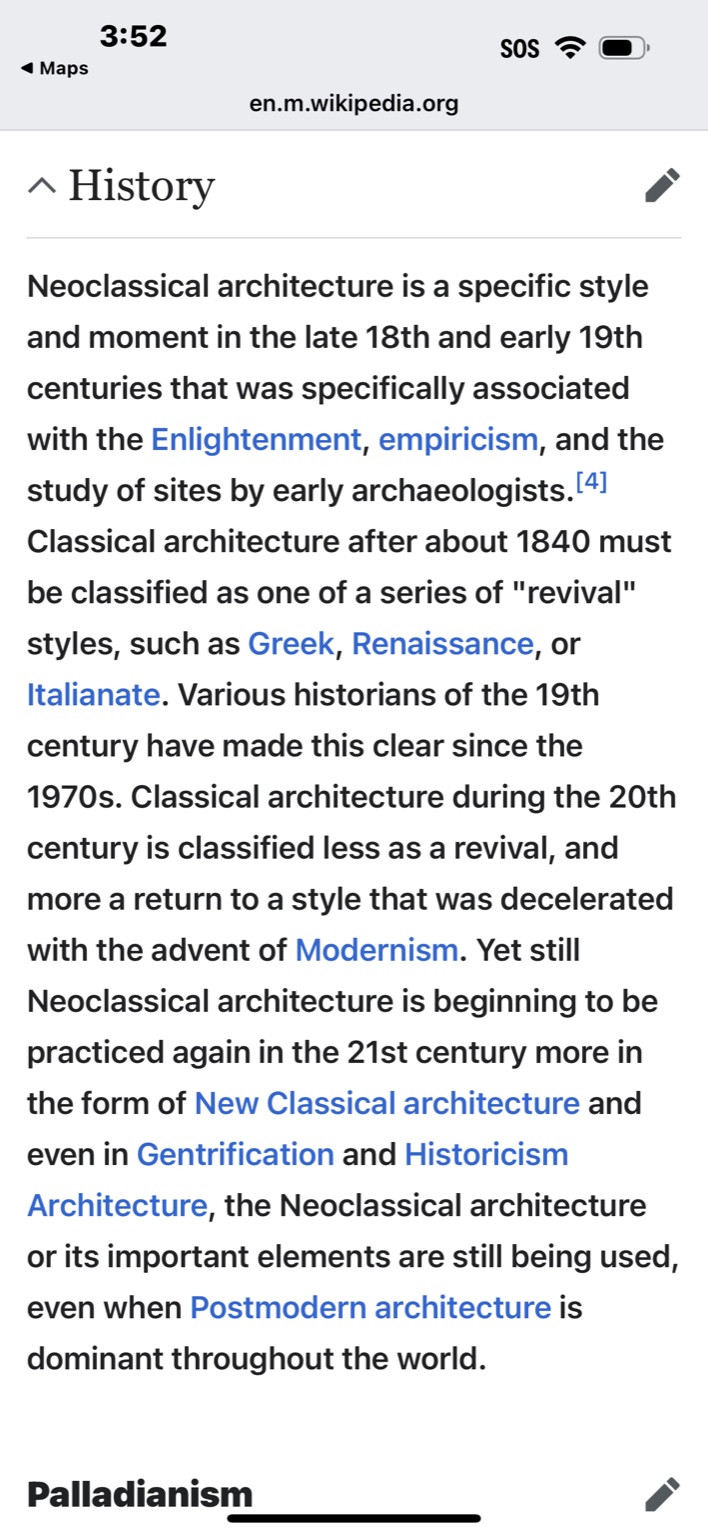 3:52
SOS
◀ Maps
en.m.wikipedia.org
History
Neoclassical architecture is a specific style
and moment in the late 18th and early 19th
centuries that was specifically associated
with the Enlightenment, empiricism, and the
study of sites by early archaeologists.[4]
Classical architecture after about 1840 must
be classified as one of a series of "revival"
styles, such as Greek, Renaissance, or
Italianate. Various historians of the 19th
century have made this clear since the
1970s. Classical architecture during the 20th
century is classified less as a revival, and
more a return to a style that was decelerated
with the advent of Modernism. Yet still
Neoclassical architecture is beginning to be
practiced again in the 21st century more in
the form of New Classical architecture and
even in Gentrification and Historicism
Architecture, the Neoclassical architecture
or its important elements are still being used,
even when Postmodern architecture is
dominant throughout the world.
Palladianism